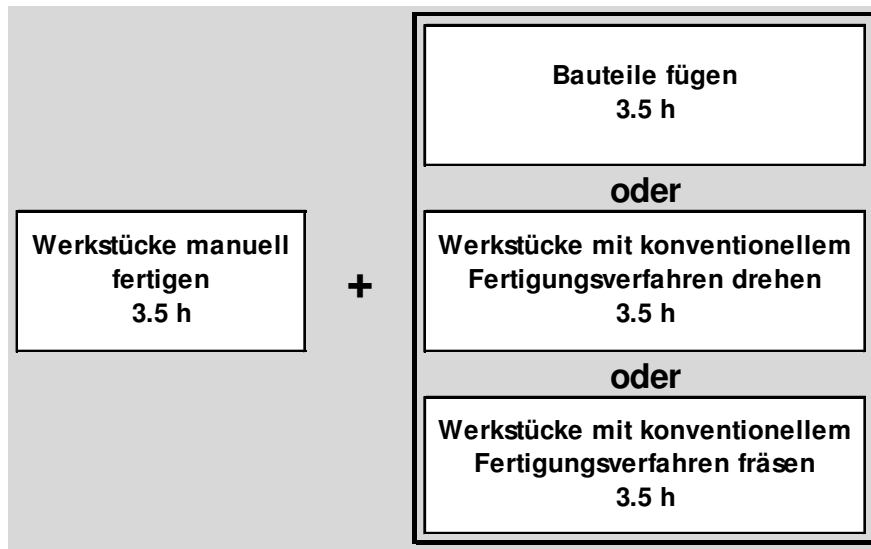 Werkstücke manuell
fertigen
3.5 h
+
Bauteile fügen
3.5 h
oder
Werkstücke mit konventionellem
Fertigungsverfahren drehen
3.5 h
oder
Werkstücke mit konventionellem
Fertigungsverfahren fräsen
3.5 h